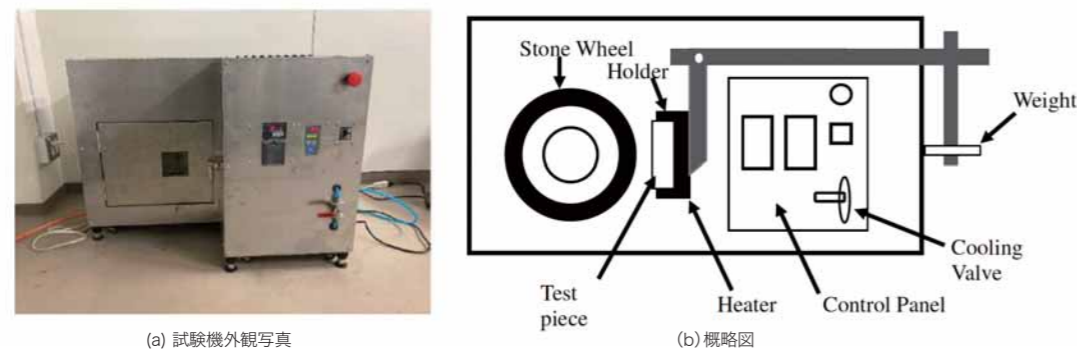 Stone Wheel
Holder
Weight
Test
piece
Heater
Control Panel
Cooling
Valve
(a) 試験機外観写真
(b)概略図